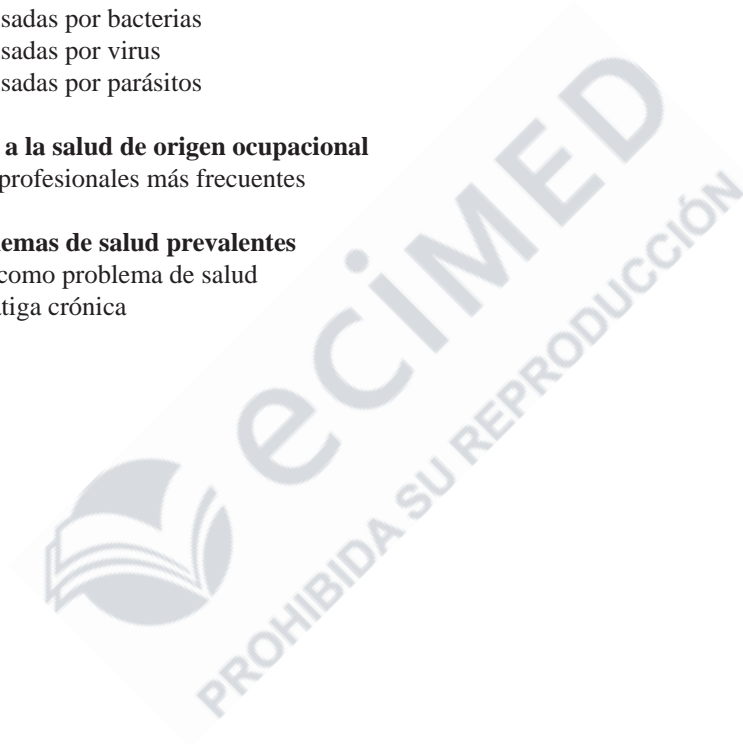 sadas por bacterias
sadas por virus
sadas por parásitos
a la salud de origen ocupacional
profesionales más frecuentes
emas de salud prevalentes
como problema de salud
atiga crónica
ecimed
PROHIBIDA SU REPRODUCCIÓN